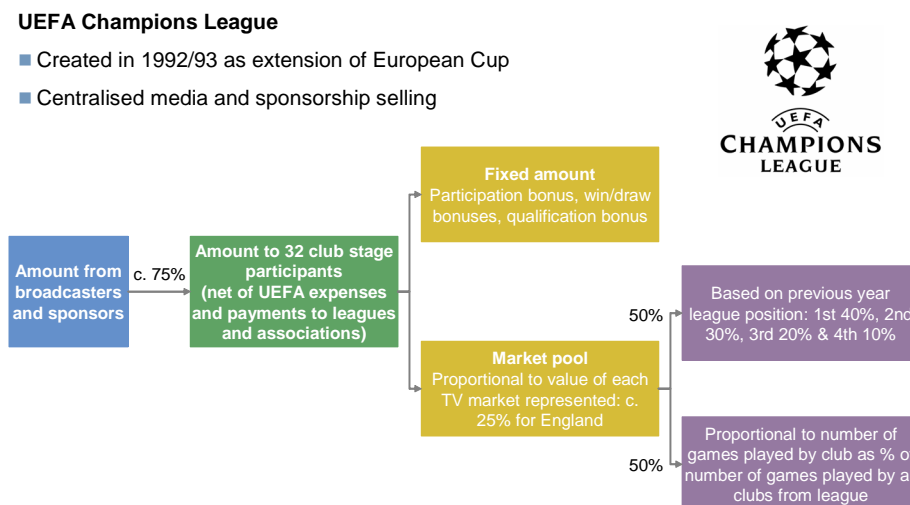 UEFA Champions League
Created in 1992/93 as extension of European Cup
Centralised media and sponsorship selling
UEFA
CHAMPIONS
LEAGUE
Fixed amount
Participation bonus, win/draw
bonuses, qualification bonus
Amount from
broadcasters
and sponsors
c. 75%
Amount to 32 club stage
participants
(net of UEFA expenses
and payments to leagues
and associations)
Market pool
Proportional to value of each
TV market represented: c.
25% for England
50%
Based on previous year
league position: 1st 40%, 2nd
30%, 3rd 20% & 4th 10%
50%
Proportional to number of
games played by club as % o
number of games played by a
clubs from league